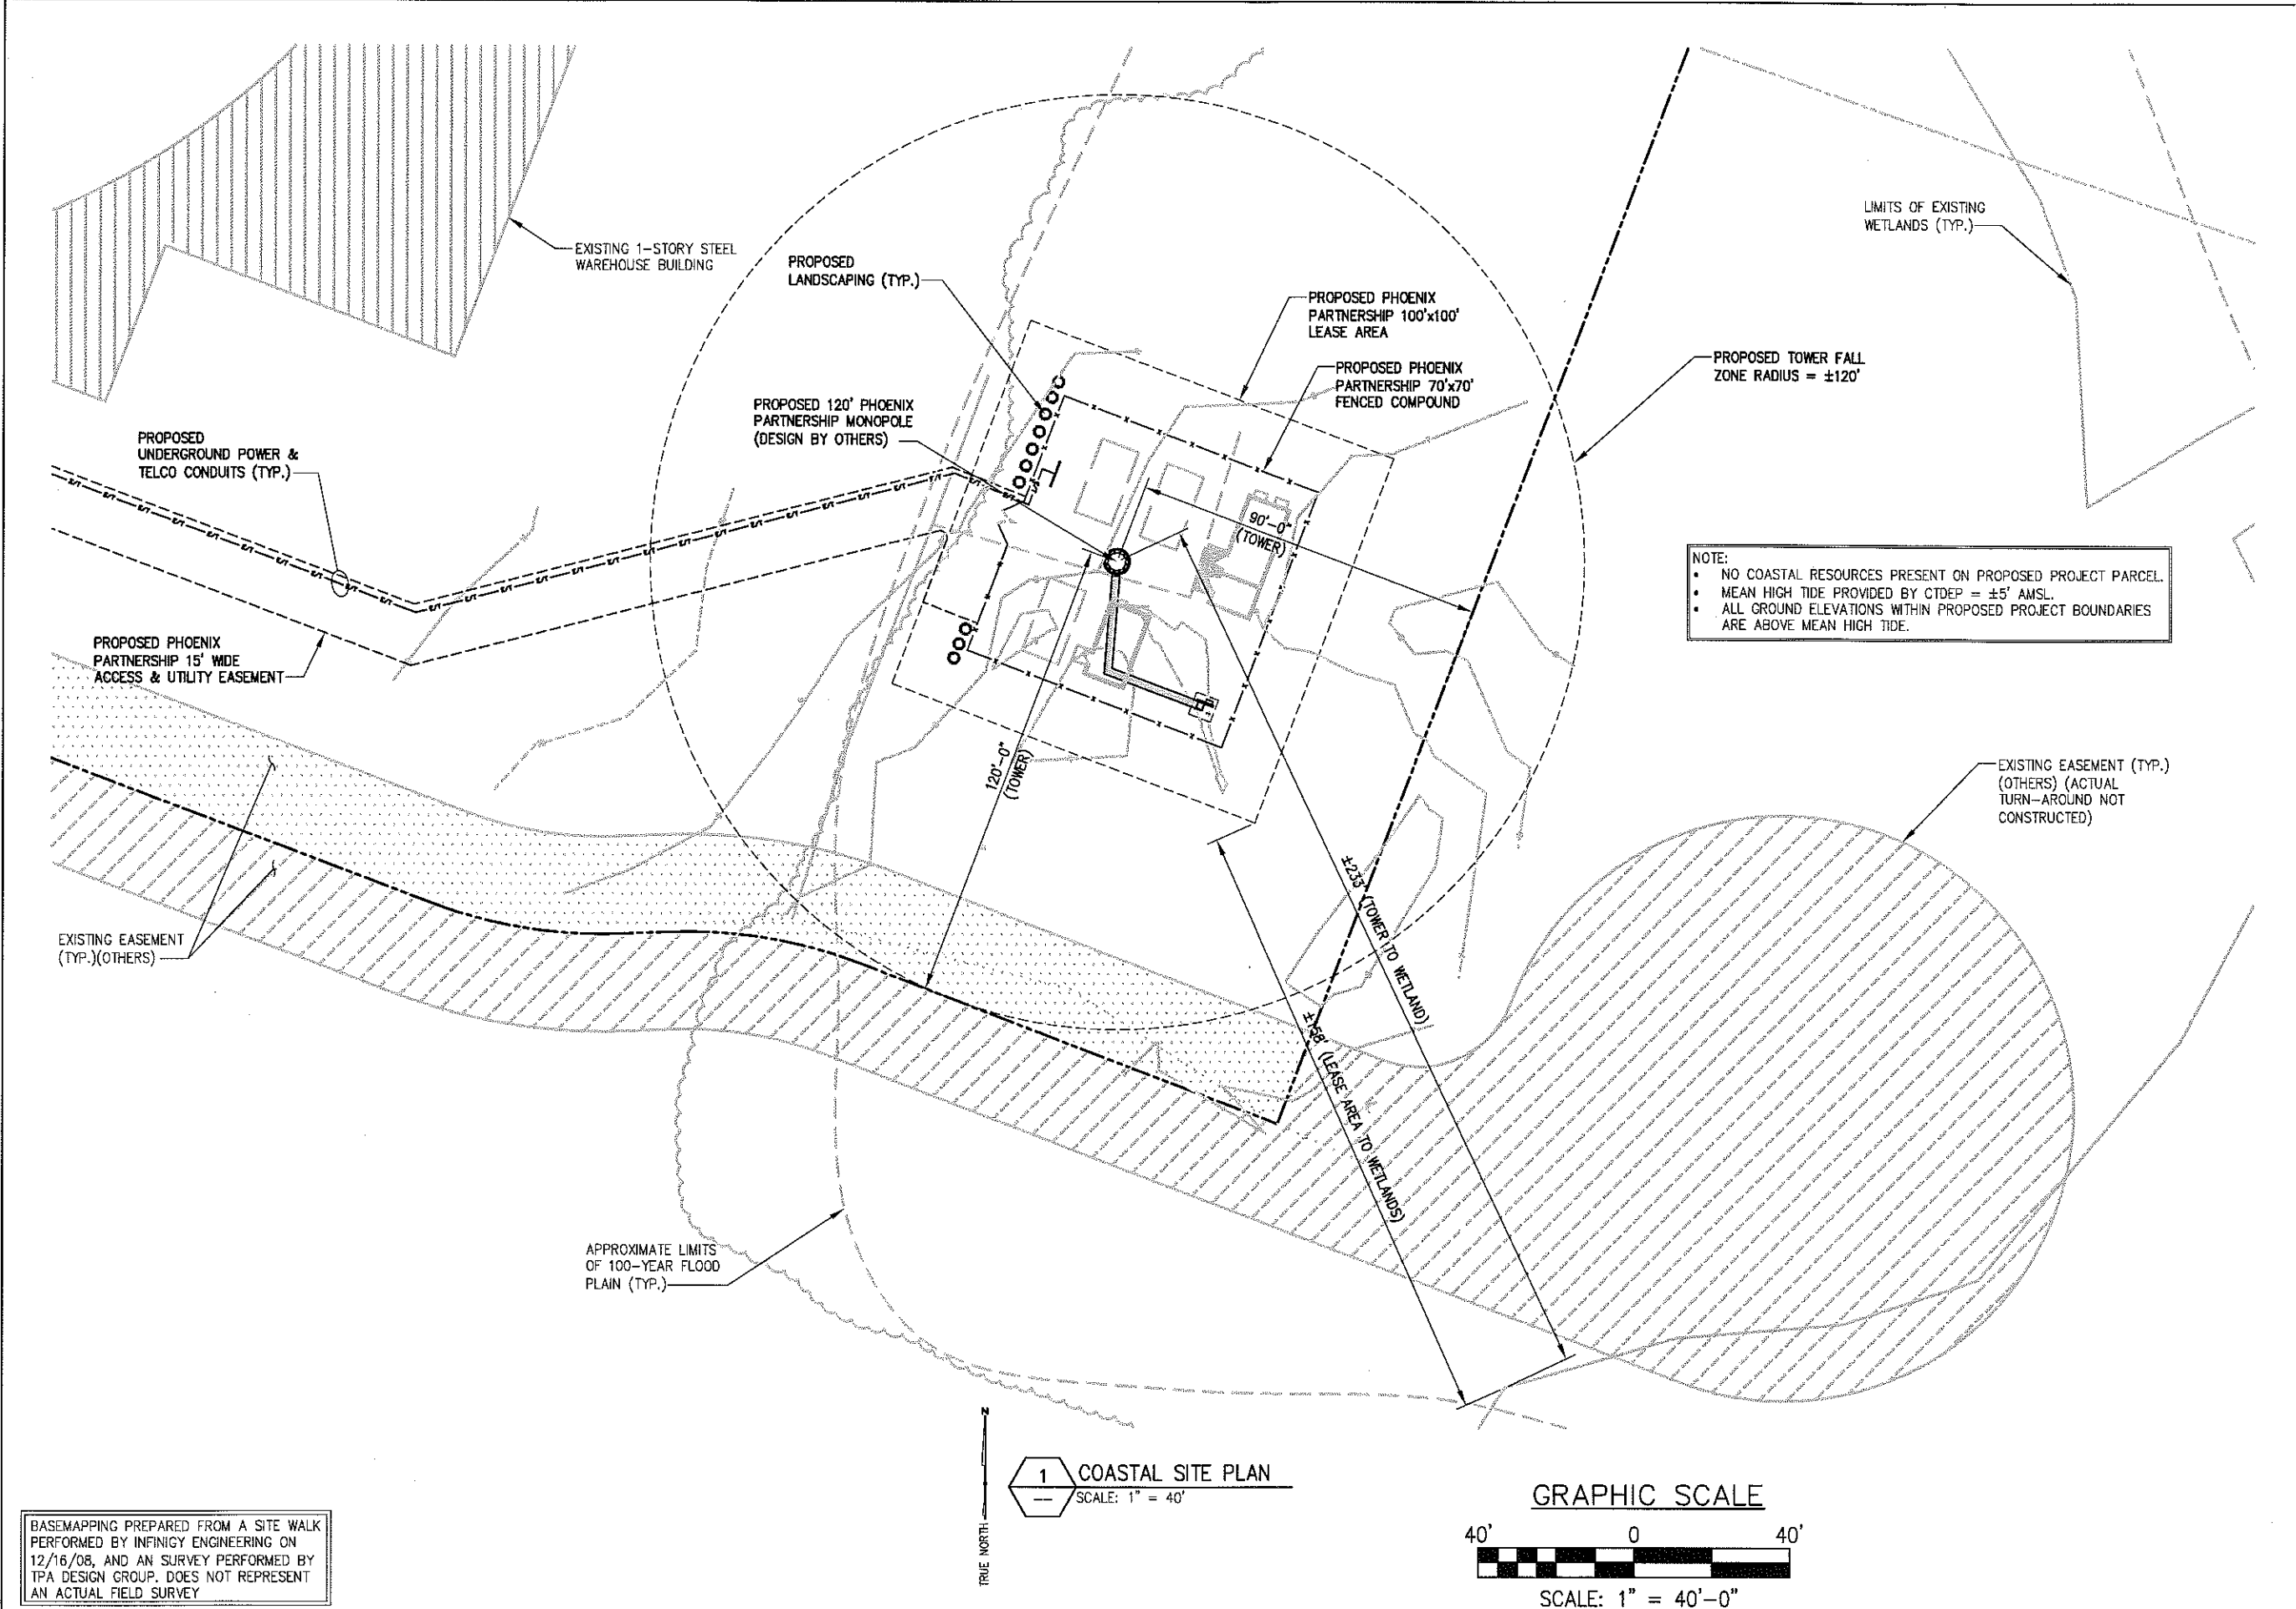 EXISTING 1-STORY STEEL
WAREHOUSE BUILDING
PROPOSED
LANDSCAPING (TYP.)
LIMITS OF EXISTING
WETLANDS (TYP.)
PROPOSED PHOENIX
PARTNERSHIP 100'x100'
LEASE AREA
PROPOSED PHOENIX
PARTNERSHIP 70'x70'
FENCED COMPOUND
PROPOSED TOWER FALL
ZONE RADIUS = ±120'
PROPOSED 120' PHOENIX
PARTNERSHIP MONOPOLE
(DESIGN BY OTHERS)
PROPOSED
UNDERGROUND POWER &
TELCO CONDUITS (TYP.)
90'-0"
(TOWER)
NOTE:
• NO COASTAL RESOURCES PRESENT ON PROPOSED PROJECT PARCEL.
• MEAN HIGH TIDE PROVIDED BY CTDEP = ±5' AMSL.
• ALL GROUND ELEVATIONS WITHIN PROPOSED PROJECT BOUNDARIES
ARE ABOVE MEAN HIGH TIDE.
PROPOSED PHOENIX
PARTNERSHIP 15' WIDE
ACCESS & UTILITY EASEMENT
120'-0"
(TOWER)
EXISTING EASEMENT (TYP.)
(OTHERS) (ACTUAL
TURN-AROUND NOT
CONSTRUCTED)
±233' (TOWER TO WETLAND)
±158' (LEASE AREA TO WETLANDS)
EXISTING EASEMENT
(TYP.)(OTHERS)
APPROXIMATE LIMITS
OF 100-YEAR FLOOD
PLAIN (TYP.)
N
TRUE NORTH
1
COASTAL SITE PLAN
SCALE: 1" = 40'
GRAPHIC SCALE
40' 0 40'
SCALE: 1" = 40'-0"
BASEMAPPING PREPARED FROM A SITE WALK
PERFORMED BY INFINIGY ENGINEERING ON
12/16/08, AND AN SURVEY PERFORMED BY
TPA DESIGN GROUP. DOES NOT REPRESENT
AN ACTUAL FIELD SURVEY